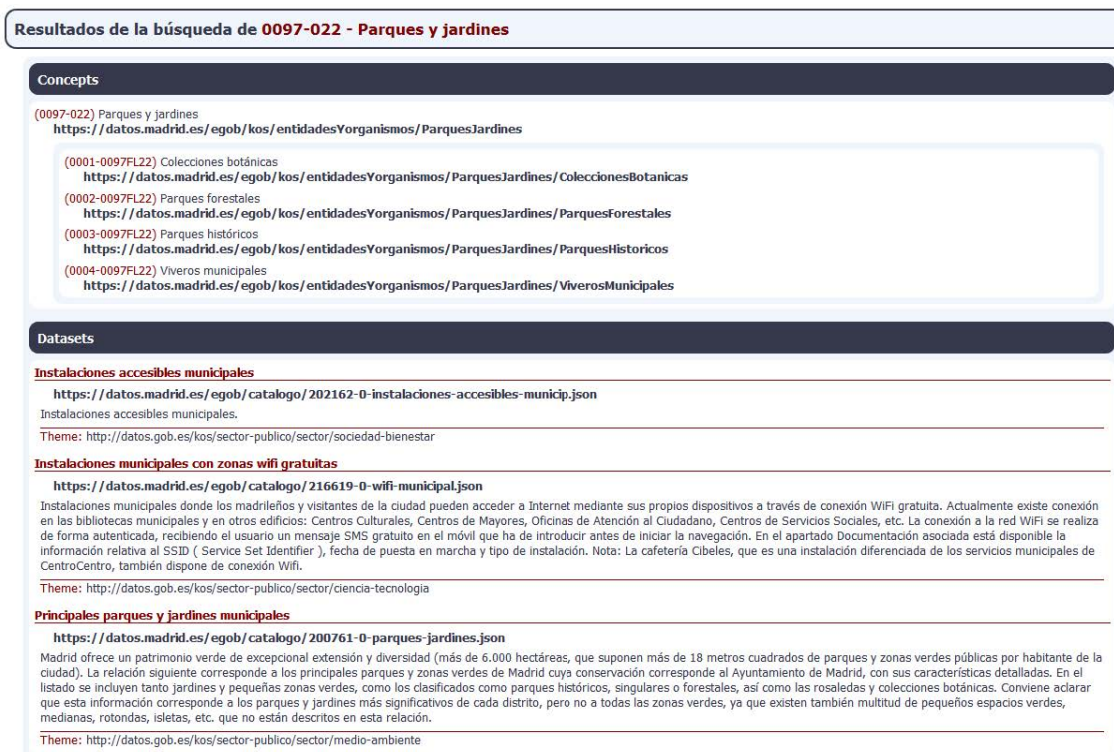 Resultados de la búsqueda de 0097-022 - Parques y jardines
Concepts
(0097-022) Parques y jardines
https://datos.madrid.es/egob/kos/entidadesYorganismos/ParquesJardines
(0001-0097FL22) Colecciones botánicas
https://datos.madrid.es/egob/kos/entidadesYorganismos/ParquesJardines/ColeccionesBotanicas
(0002-0097FL22) Parques forestales
https://datos.madrid.es/egob/kos/entidadesYorganismos/ParquesJardines/ParquesForestales
(0003-0097FL22) Parques históricos
https://datos.madrid.es/egob/kos/entidadesYorganismos/ParquesJardines/ParquesHistoricos
(0004-0097FL22) Viveros municipales
https://datos.madrid.es/egob/kos/entidadesYorganismos/ParquesJardines/ViverosMunicipales
Datasets
Instalaciones accesibles municipales
https://datos.madrid.es/egob/catalogo/202162-0-instalaciones-accesibles-municip.json
Instalaciones accesibles municipales.
Theme: http://datos.gob.es/kos/sector-publico/sector/sociedad-bienestar
Instalaciones municipales con zonas wifi gratuitas
https://datos.madrid.es/egob/catalogo/216619-0-wifi-municipal.json
Instalaciones municipales donde los madrileños y visitantes de la ciudad pueden acceder a Internet mediante sus propios dispositivos a través de conexión WiFi gratuita. Actualmente existe conexión
en las bibliotecas municipales y en otros edificios: Centros Culturales, Centros de Mayores, Oficinas de Atención al Ciudadano, Centros de Servicios Sociales, etc. La conexión a la red WiFi se realiza
de forma autenticada, recibiendo el usuario un mensaje SMS gratuito en el móvil que ha de introducir antes de iniciar la navegación. En el apartado Documentación asociada está disponible la
información relativa al SSID ( Service Set Identifier ), fecha de puesta en marcha y tipo de instalación. Nota: La cafetería Cibeles, que es una instalación diferenciada de los servicios municipales de
CentroCentro, también dispone de conexión Wifi.
Theme: http://datos.gob.es/kos/sector-publico/sector/ciencia-tecnologia
Principales parques y jardines municipales
https://datos.madrid.es/egob/catalogo/200761-0-parques-jardines.json
Madrid ofrece un patrimonio verde de excepcional extensión y diversidad (más de 6.000 hectáreas, que suponen más de 18 metros cuadrados de parques y zonas verdes públicas por habitante de la
ciudad). La relación siguiente corresponde a los principales parques y zonas verdes de Madrid cuya conservación corresponde al Ayuntamiento de Madrid, con sus características detalladas. En el
listado se incluyen tanto jardines y pequeñas zonas verdes, como los clasificados como parques históricos, singulares o forestales, así como las rosaledas y colecciones botánicas. Conviene aclarar
que esta información corresponde a los parques y jardines más significativos de cada distrito, pero no a todas las zonas verdes, ya que existen también multitud de pequeños espacios verdes,
medianas, rotondas, isletas, etc. que no están descritos en esta relación.
Theme: http://datos.gob.es/kos/sector-publico/sector/medio-ambiente